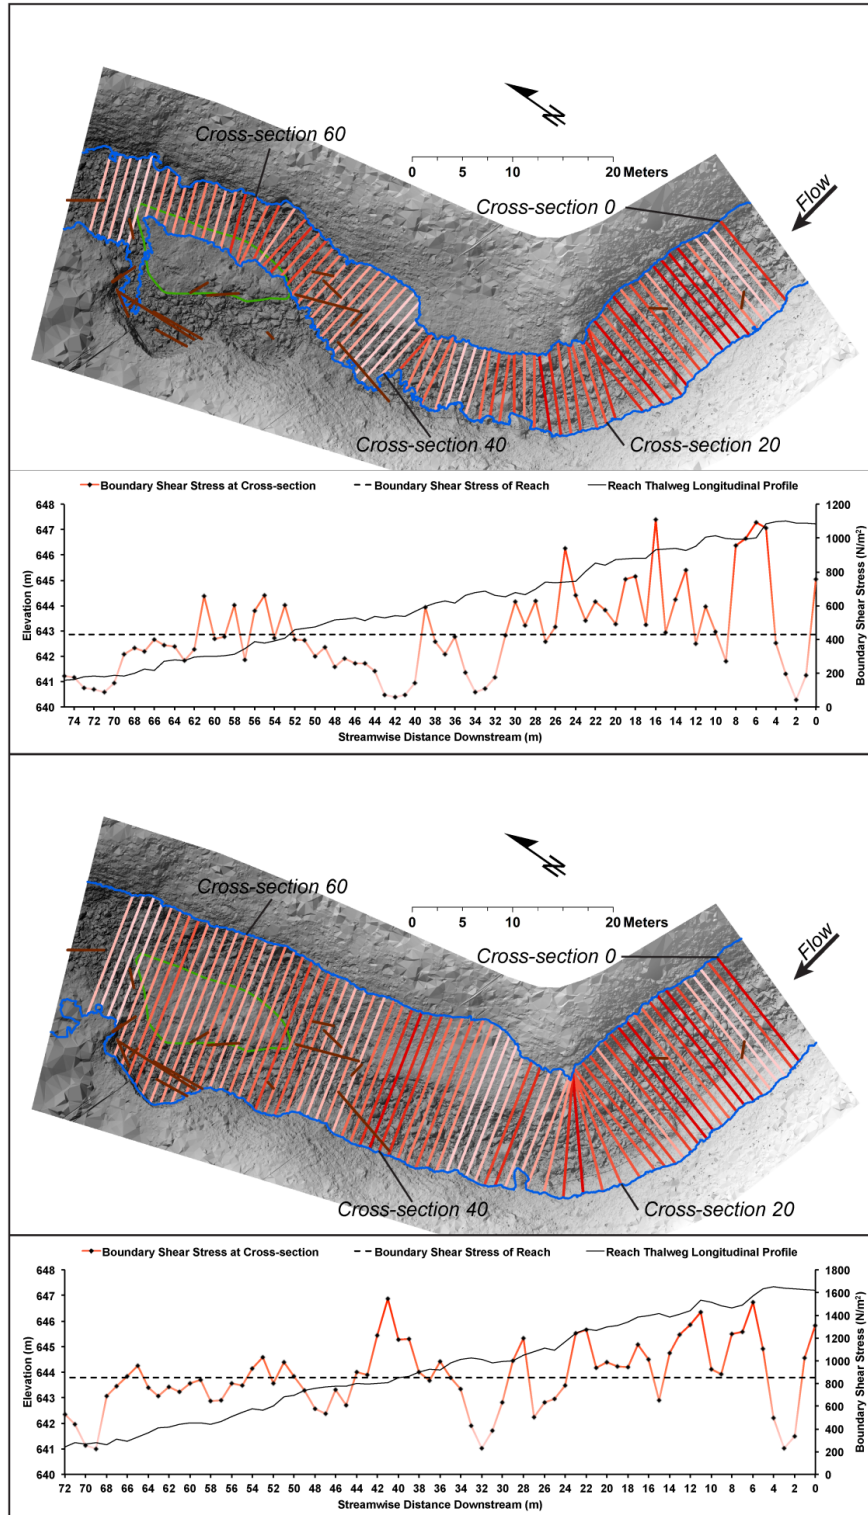 Cross-section 60
N
0 5 10 20 Meters
Cross-section 0
Flow
Cross-section 40
Cross-section 20
Boundary Shear Stress at Cross-section Boundary Shear Stress of Reach Reach Thalweg Longitudinal Profile
648 1200
647 1000
646
645 800
644 600
643 400
642
641 200
640 0
Elevation (m)
Boundary Shear Stress (N/m²)
74 72 70 68 66 64 62 60 58 56 54 52 50 48 46 44 42 40 38 36 34 32 30 28 26 24 22 20 18 16 14 12 10 8 6 4 2 0
Streamwise Distance Downstream (m)
Cross-section 60
N
0 5 10 20 Meters
Cross-section 0
Flow
Cross-section 40
Cross-section 20
Boundary Shear Stress at Cross-section Boundary Shear Stress of Reach Reach Thalweg Longitudinal Profile
648 1800
647 1600
646 1400
645 1200
644 1000
643 800
642 600
641 400
640 200
0
Elevation (m)
Boundary Shear Stress (N/m²)
72 70 68 66 64 62 60 58 56 54 52 50 48 46 44 42 40 38 36 34 32 30 28 26 24 22 20 18 16 14 12 10 8 6 4 2 0
Streamwise Distance Downstream (m)